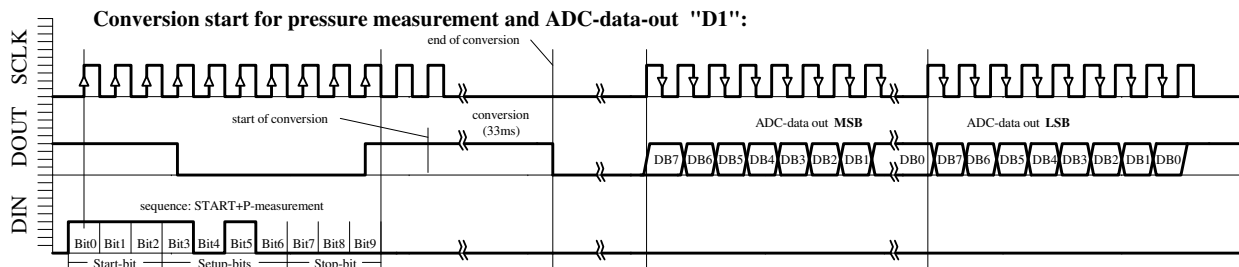 Conversion start for pressure measurement and ADC-data-out "D1":
end of conversion
SCLK
start of conversion
conversion
(33ms)
ADC-data out MSB
ADC-data out LSB
DOUT
DB7 DB6 DB5 DB4 DB3 DB2 DB1 DB0 DB7 DB6 DB5 DB4 DB3 DB2 DB1 DB0
sequence: START+P-measurement
DIN
Bit0 Bit1 Bit2 Bit3 Bit4 Bit5 Bit6 Bit7 Bit8 Bit9
Start-bit Setup-bits Stop-bit